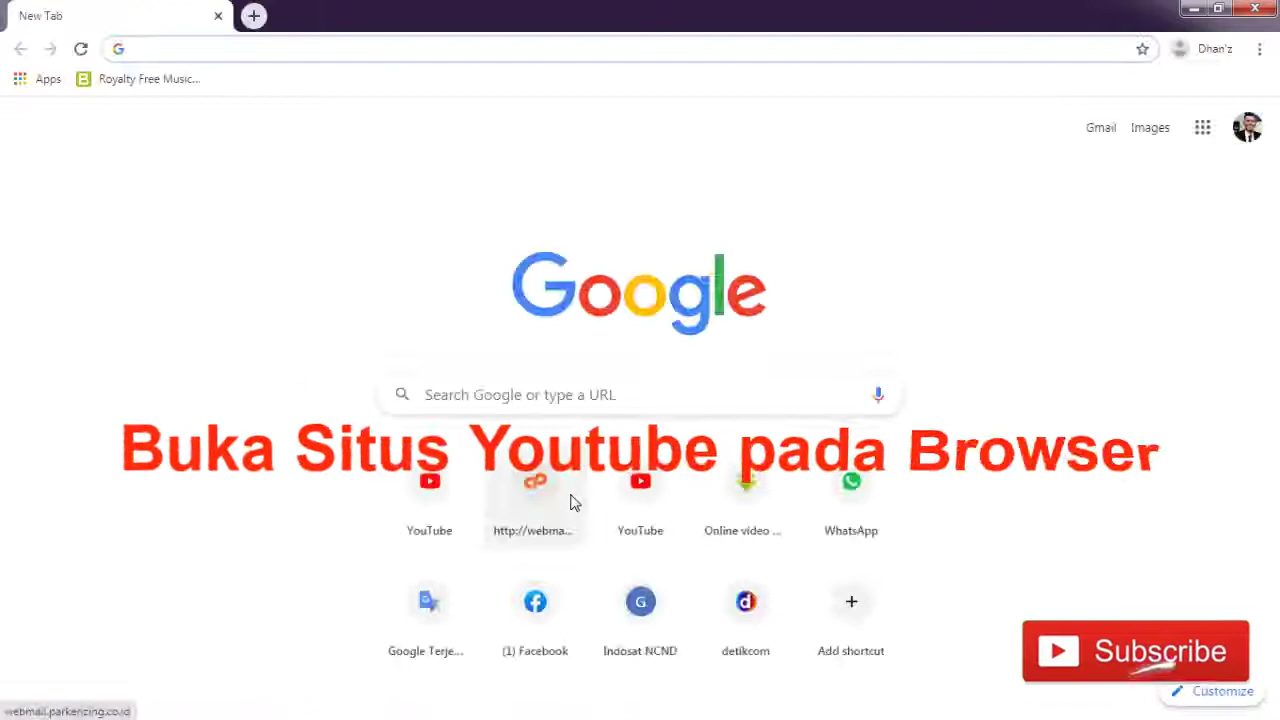 New Tab
Dhan'z
Apps
Royalty Free Music...
Gmail
Images
Google
Search Google or type a URL
Buka Situs Youtube pada Browser
YouTube
http://webma...
YouTube
Online video ...
WhatsApp
Google Terje...
(1) Facebook
Indosat NCND
detikcom
Add shortcut
Subscribe
Customize
webmail.parkenzing.co.id